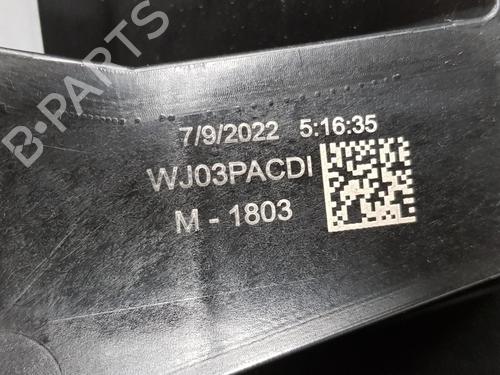 B-PARTS
7/9/2022 5:16:35
WJ03PACDI
M - 1803